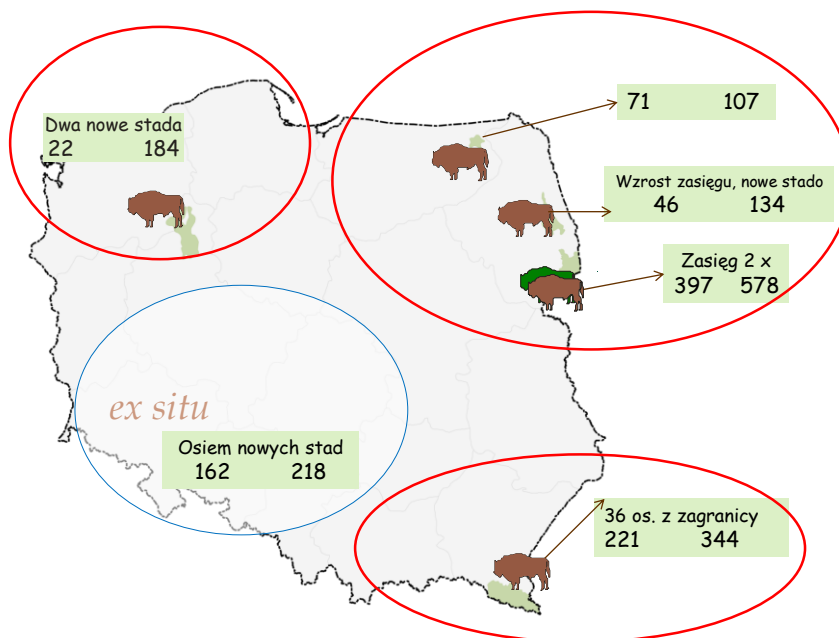 Dwa nowe stada
22 184
71 107
Wzrost zasięgu, nowe stado
46 134
Zasięg 2 x
397 578
ex situ
Osiem nowych stad
162 218
36 os. z zagranicy
221 344